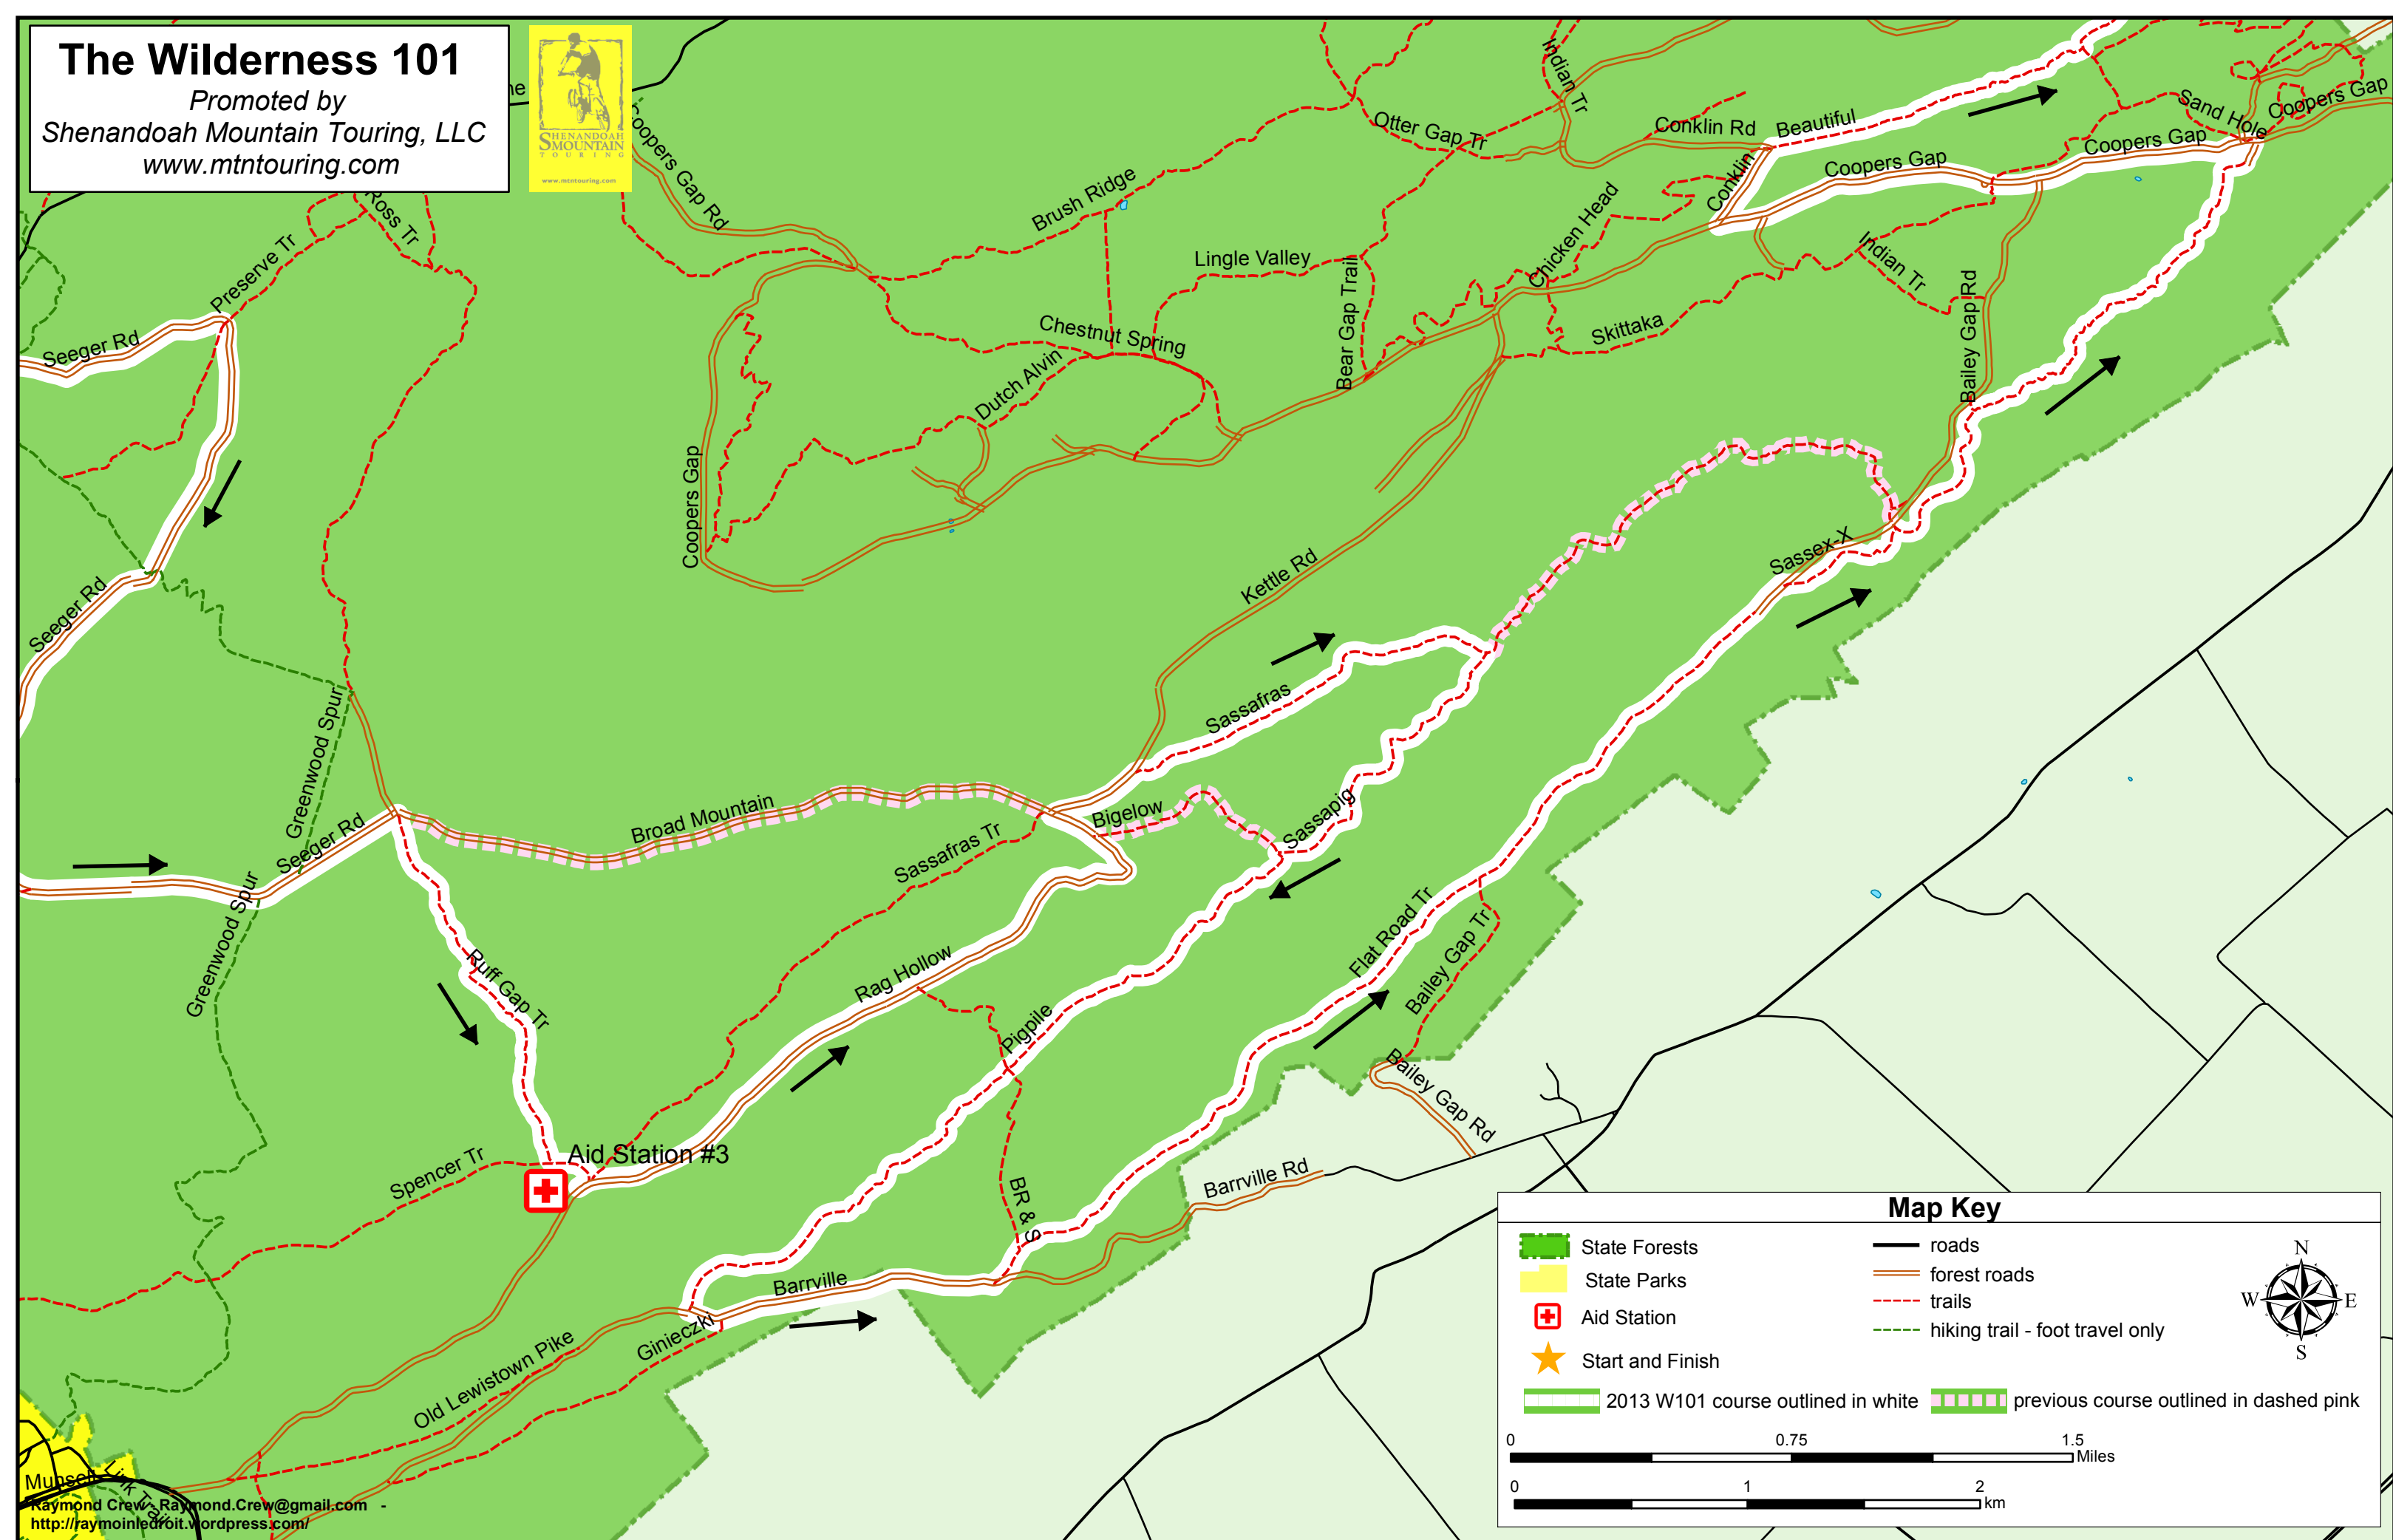 The Wilderness 101
Promoted by
Shenandoah Mountain Touring, LLC
www.mtntouring.com
SHENANDOAH
MOUNTAIN
TOURING
www.mtntouring.com
Coopers Gap Rd
Ross Tr
Preserve Tr
Seeger Rd
Seeger Rd
Brush Ridge
Otter Gap Tr
Indian Tr
Conklin Rd
Beautiful
Sand Hole
Coopers Gap
Coopers Gap
Coopers Gap
Conklin
Chicken Head
Lingle Valley
Bear Gap Trail
Chestnut Spring
Dutch Alvin
Skittaka
Indian Tr
Bailey Gap Rd
Coopers Gap
Kettle Rd
Sassex-X
Sassafras
Greenwood Spur
Seeger Rd
Greenwood Spur
Broad Mountain
Sassafras Tr
Bigelow
Sassapig
Ruff Gap Tr
Rag Hollow
Pigpile
Flat Road Tr
Bailey Gap Tr
Bailey Gap Rd
Aid Station #3
Spencer Tr
BR & S
Barrville Rd
Barrville
Ginieczki
Old Lewistown Pike
Munsell
Link Trail
Raymond Crew - Raymond.Crew@gmail.com -
http://raymoinledroit.wordpress.com/
Map Key
State Forests
State Parks
Aid Station
Start and Finish
roads
forest roads
trails
hiking trail - foot travel only
N
W E
S
2013 W101 course outlined in white
previous course outlined in dashed pink
0 0.75 1.5
Miles
0 1 2
km